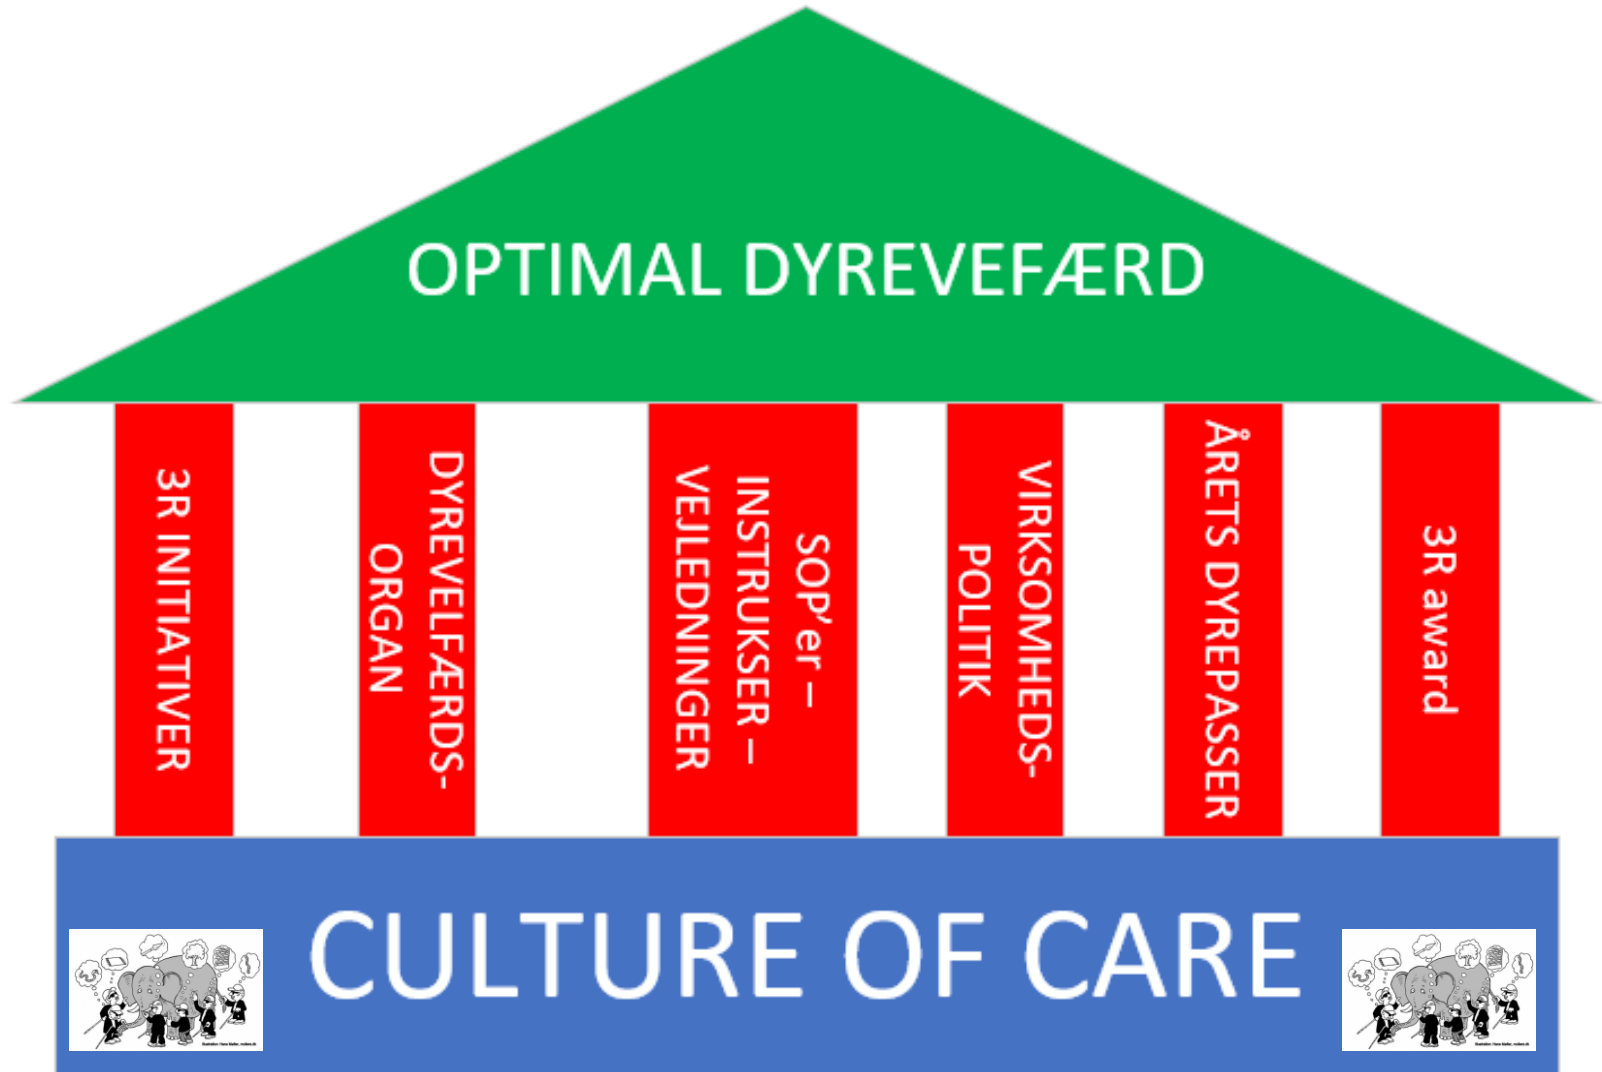 OPTIMAL DYREVEFÆRD
3R INITIATIVER
DYREVELFÆRDS-
ORGAN
SOP'er –
INSTRUKSER –
VEJLEDNINGER
VIRKSOMHEDS-
POLITIK
ÅRETS DYREPASSER
3R award
CULTURE OF CARE